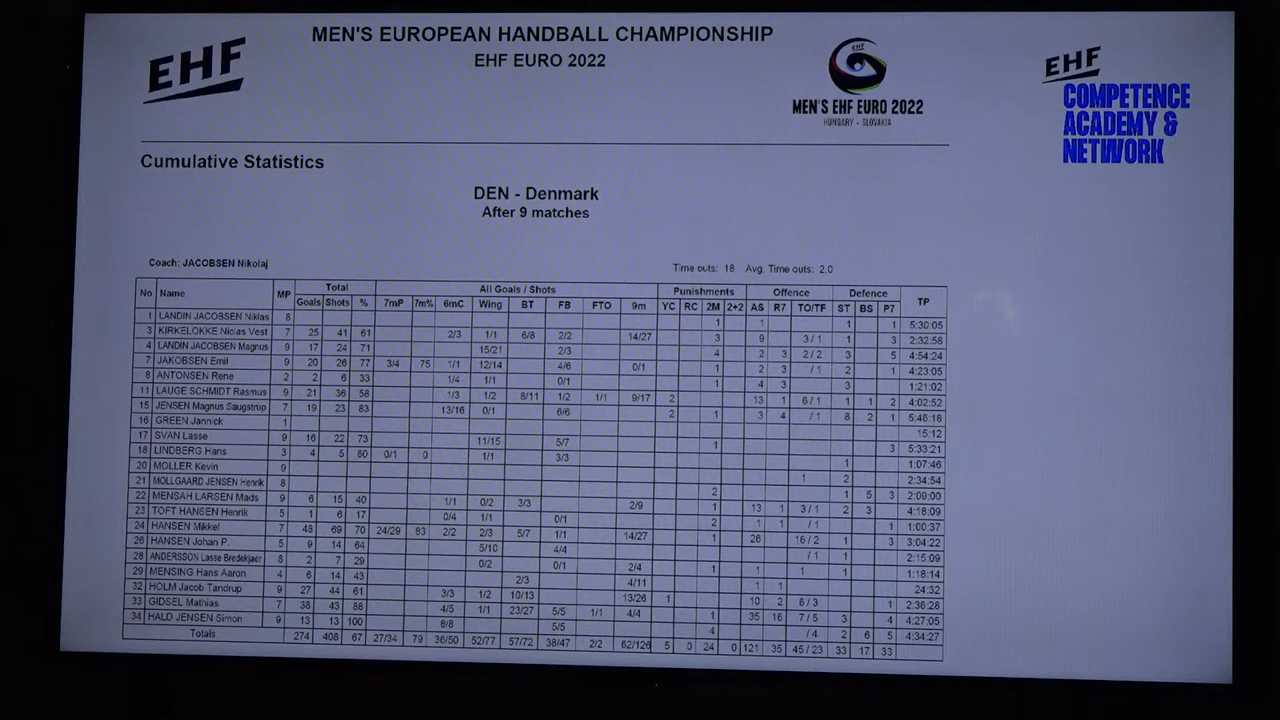 MEN'S EUROPEAN HANDBALL CHAMPIONSHIP
EHF EURO 2022
EHF
EHF
MEN'S EHF EURO 2022
HUNGARY - SLOVAKIA
EHF
COMPETENCE
ACADEMY &
NETWORK
Cumulative Statistics
DEN - Denmark
After 9 matches
Coach: JACOBSEN Nikolaj
Time outs: 18 Avg. Time outs: 2.0
Total All Goals / Shots Punishments Offence Defence
No Name MP Goals Shots % 7mP 7m% 6mC Wing BT FB FTO 9m YC RC 2M 2+2 AS R7 TO/TF ST BS P7 TP
1 LANDIN JACOBSEN Niklas 8 1 1 1 1 5:30:05
3 KIRKELOKKE Niclas Vest 7 25 41 61 2/3 1/1 6/8 2/2 14/27 3 9 3/1 1 3 2:32:58
4 LANDIN JACOBSEN Magnus 9 17 24 71 15/21 2/3 4 2 3 2/2 3 5 4:54:24
7 JAKOBSEN Emil 9 20 26 77 3/4 75 1/1 12/14 4/6 0/1 1 2 3 /1 2 1 4:23:05
8 ANTONSEN Rene 2 2 6 33 1/4 1/1 0/1 1 4 3 3 1:21:02
11 LAUGE SCHMIDT Rasmus 9 21 36 58 1/3 1/2 8/11 1/2 1/1 9/17 2 13 1 6/1 1 1 2 4:02:52
15 JENSEN Magnus Saugstrup 7 19 23 83 13/16 0/1 6/6 2 1 3 4 /1 8 2 1 5:46:18
16 GREEN Jannick 1 15:12
17 SVAN Lasse 9 16 22 73 11/15 5/7 1 3 5:33:21
18 LINDBERG Hans 3 4 5 80 0/1 0 1/1 3/3 1 1:07:46
20 MOLLER Kevin 9 1 2 2:34:54
21 MOLLGAARD JENSEN Henrik 8 2 1 5 3 2:09:00
22 MENSAH LARSEN Mads 9 6 15 40 1/1 0/2 3/3 2/9 1 13 1 3/1 2 3 4:18:09
23 TOFT HANSEN Henrik 5 1 6 17 0/4 1/1 0/1 2 1 1 /1 1 1:00:37
24 HANSEN Mikkel 7 48 69 70 24/29 83 2/2 2/3 5/7 1/1 14/27 1 26 16/2 1 3 3:04:22
26 HANSEN Johan P. 5 9 14 64 5/10 4/4 /1 1 2:15:09
28 ANDERSSON Lasse Bredekjaer 8 2 7 29 0/2 0/1 2/4 1 1 1 1 1:18:14
29 MENSING Hans Aaron 4 6 14 43 2/3 4/11 1 1 24:32
32 HOLM Jacob Tandrup 9 27 44 61 3/3 1/2 10/13 13/26 1 10 2 6/3 1 2:36:28
33 GIDSEL Mathias 7 38 43 88 4/5 1/1 23/27 5/5 1/1 4/4 1 35 16 7/5 3 4 4:27:05
34 HALD JENSEN Simon 9 13 13 100 8/8 5/5 4 /4 2 6 5 4:34:27
Totals 274 408 67 27/34 79 36/50 52/77 57/72 38/47 2/2 62/126 5 0 24 0 121 35 45/23 33 17 33